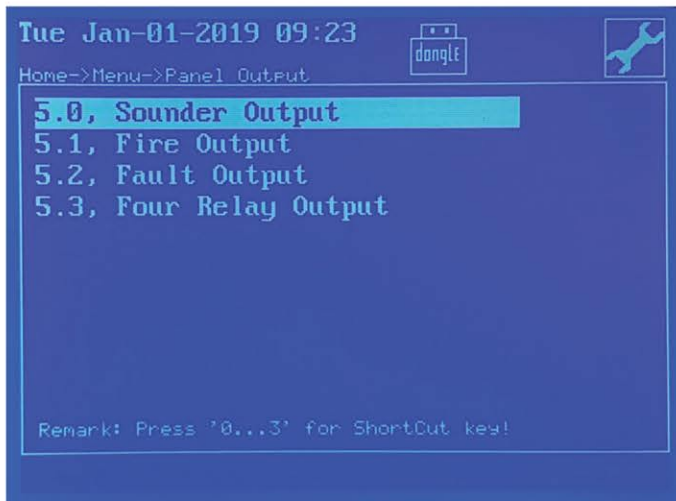 Tue Jan-01-2019 09:23
donglE
Home->Menu->Panel Output
5.0, Sounder Output
5.1, Fire Output
5.2, Fault Output
5.3, Four Relay Output
Remark: Press '0...3' for ShortCut key!